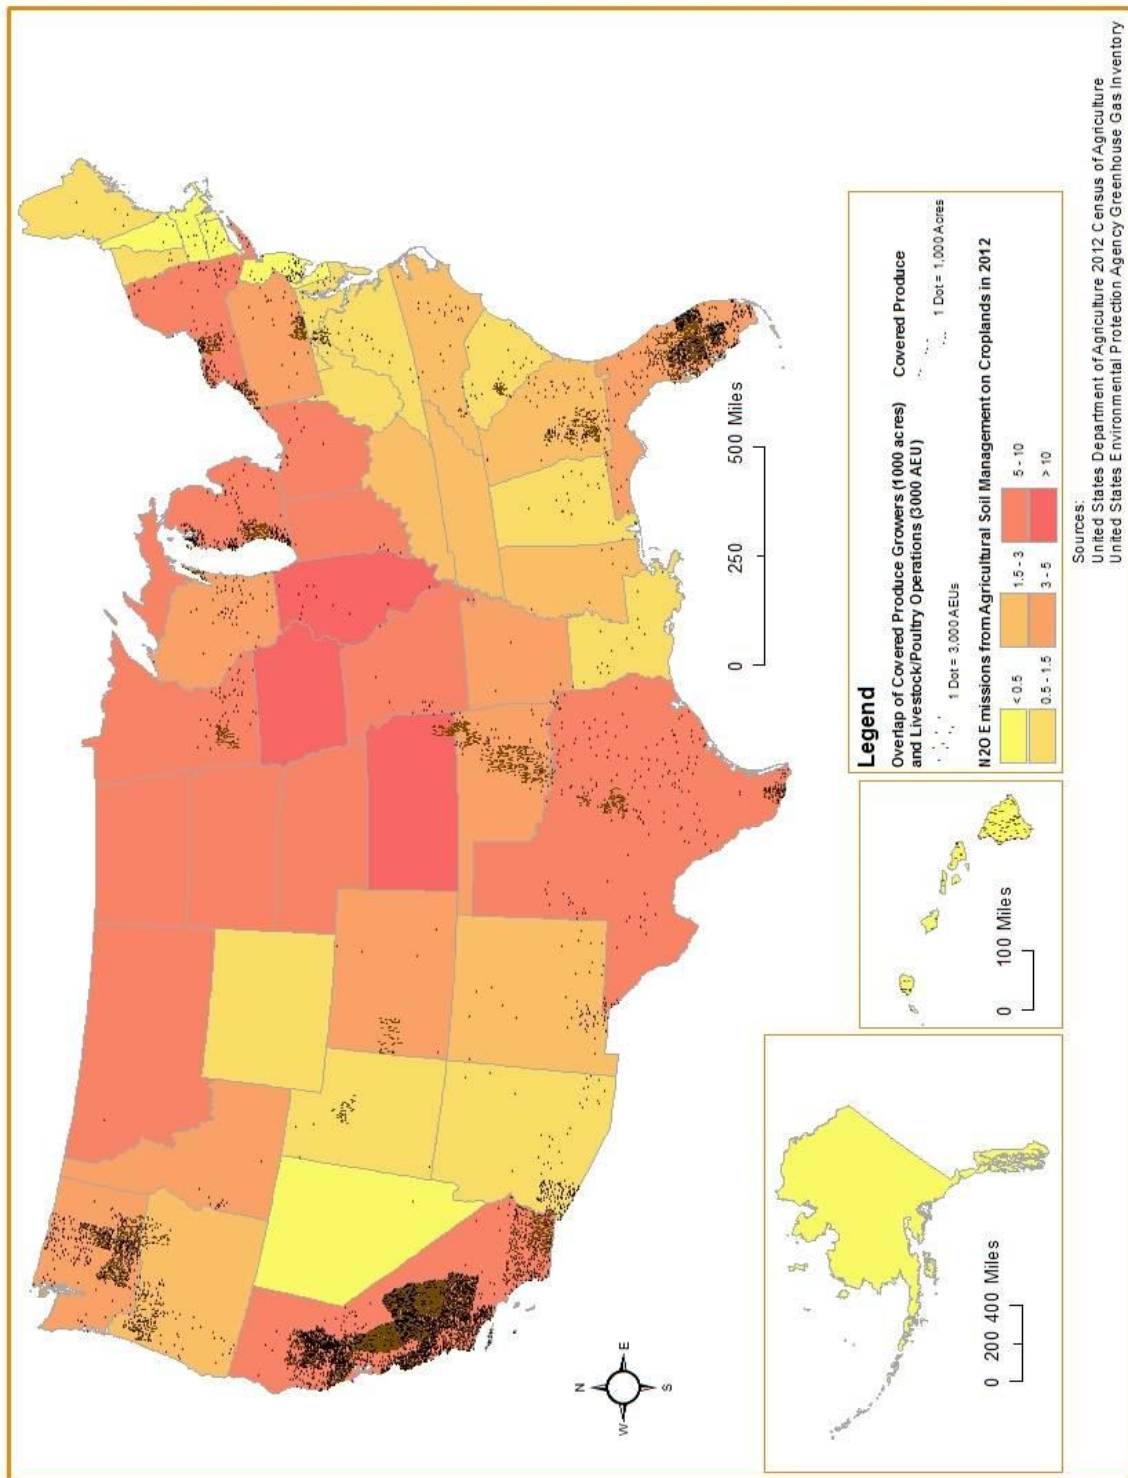 N
W
E
S
0
250
500 Miles
0
200
400 Miles
0
100 Miles
Legend
Overlap of Covered Produce Growers (1000 acres)
and Livestock/Poultry Operations (3000 AEU)
1 Dot = 3,000 AEUs
Covered Produce
1 Dot = 1,000 Acres
N2O Emissions from Agricultural Soil Management on Croplands in 2012
< 0.5
0.5 - 1.5
1.5 - 3
3 - 5
5 - 10
> 10
Sources:
United States Department of Agriculture 2012 Census of Agriculture
United States Environmental Protection Agency Greenhouse Gas Inventory